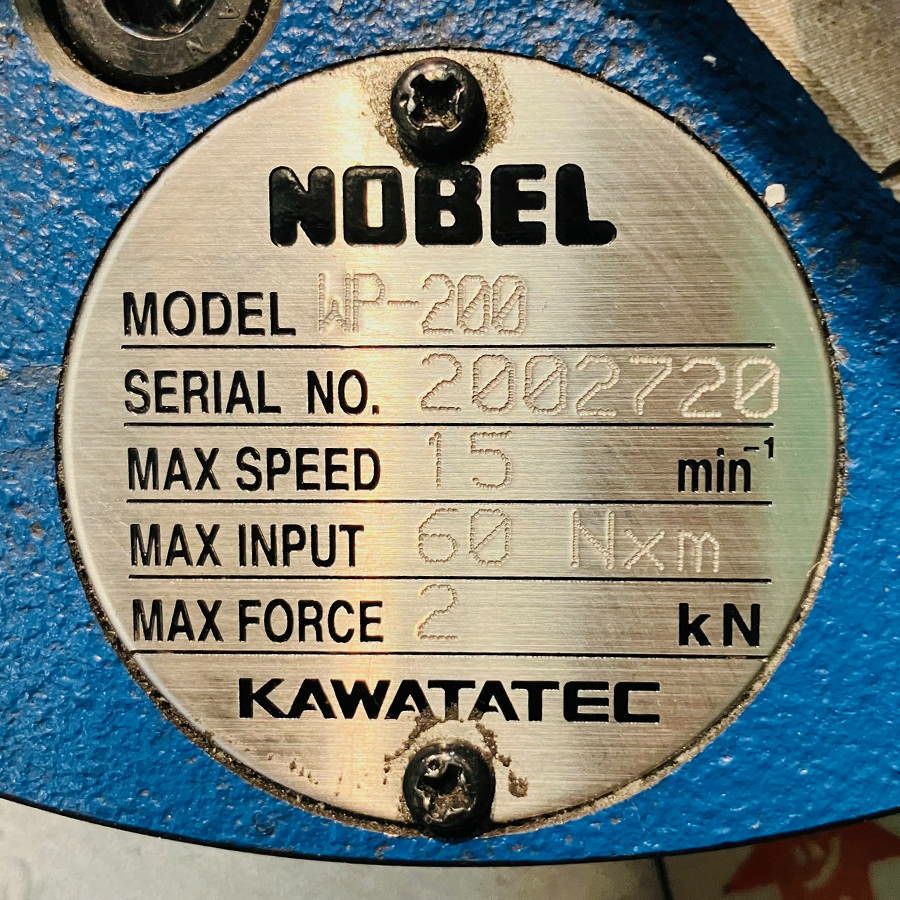 NOBEL
MODEL WP-200
SERIAL NO. 2002720
MAX SPEED 15 min⁻¹
MAX INPUT 60 Nxm
MAX FORCE 2 kN
KAWATATEC